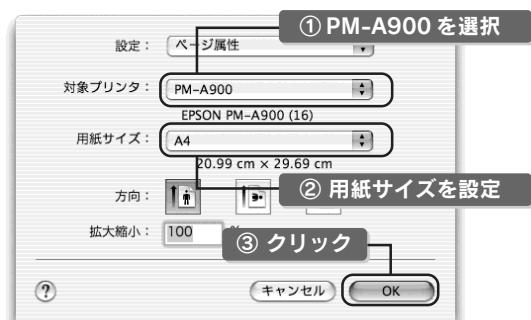 ① PM-A900 を選択
設定： ページ属性
対象プリンタ： PM-A900
EPSON PM-A900 (16)
用紙サイズ： A4
20.99 cm × 29.69 cm
② 用紙サイズを設定
方向：
拡大縮小： 100 %
③ クリック
? キャンセル OK